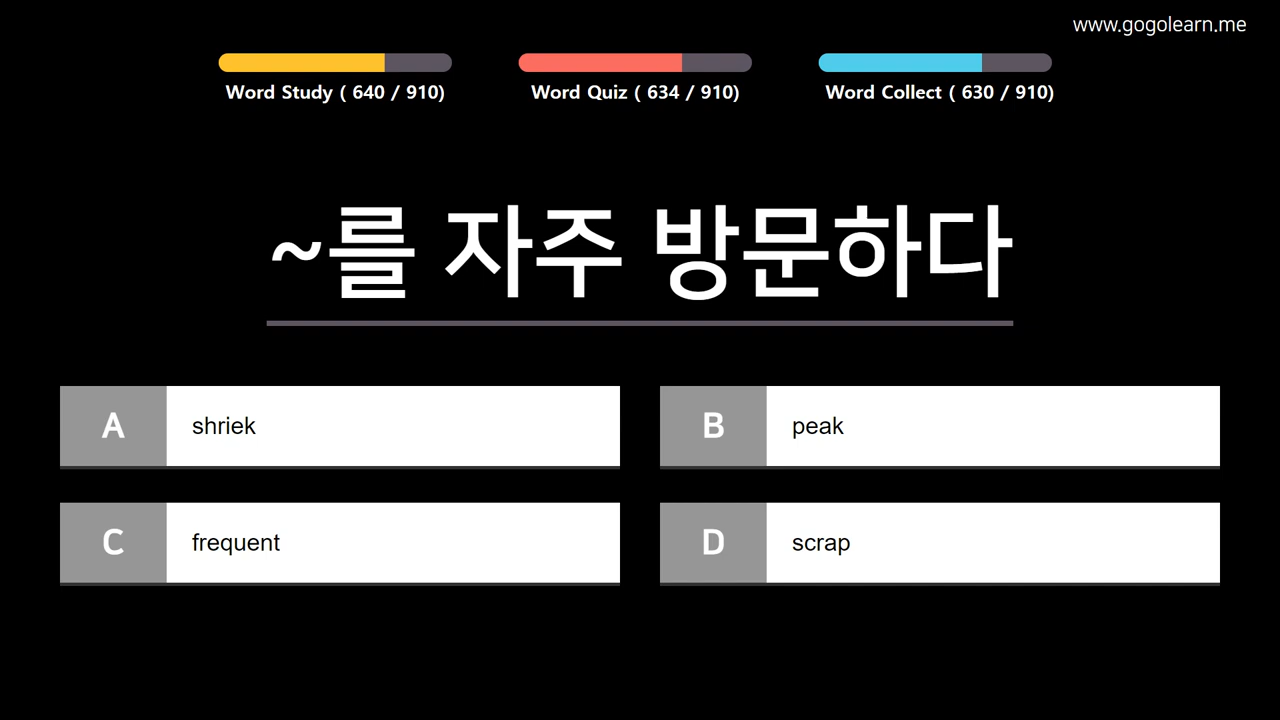 www.gogolearn.me
Word Study ( 640 / 910)
Word Quiz ( 634 / 910)
Word Collect ( 630 / 910)
~를 자주 방문하다
A shriek
B peak
C frequent
D scrap